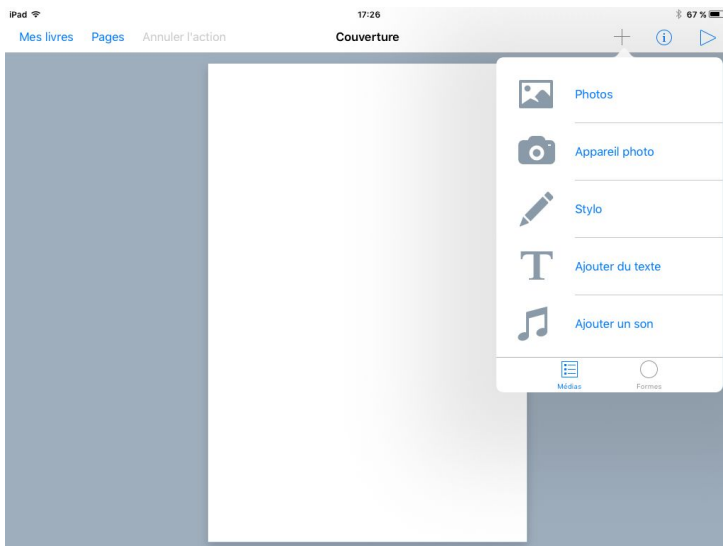 iPad 17:26 67 %
Mes livres Pages Annuler l'action Couverture
Photos
Appareil photo
Stylo
Ajouter du texte
Ajouter un son
Médias Formes